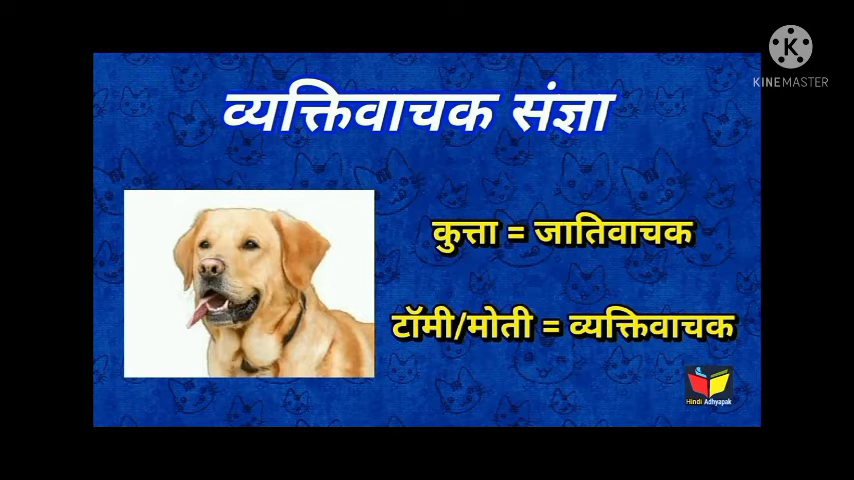 K
KINEMASTER
व्यक्तिवाचक संज्ञा
कुत्ता = जातिवाचक
टॉमी/मोती = व्यक्तिवाचक
Hindi Adhyapak